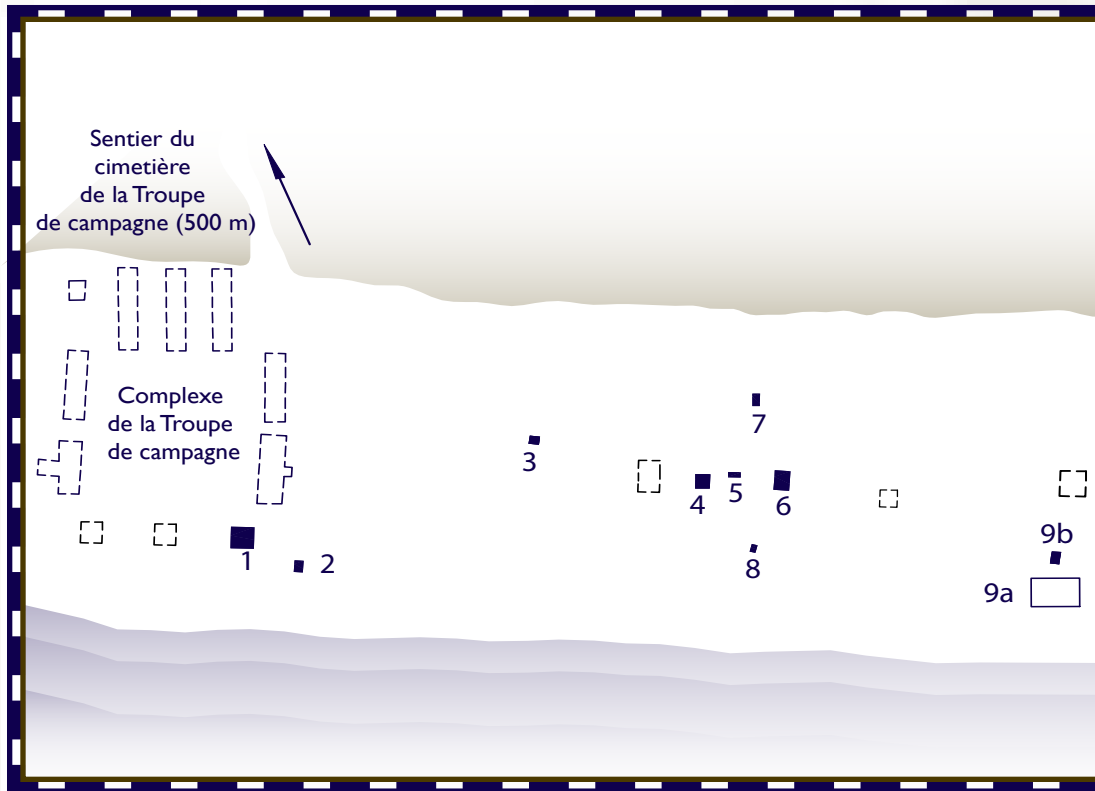 Sentier du
cimetière
de la Troupe
de campagne (500 m)
Complexe
de la Troupe
de campagne
1
2
3
4
5
6
7
8
9b
9a